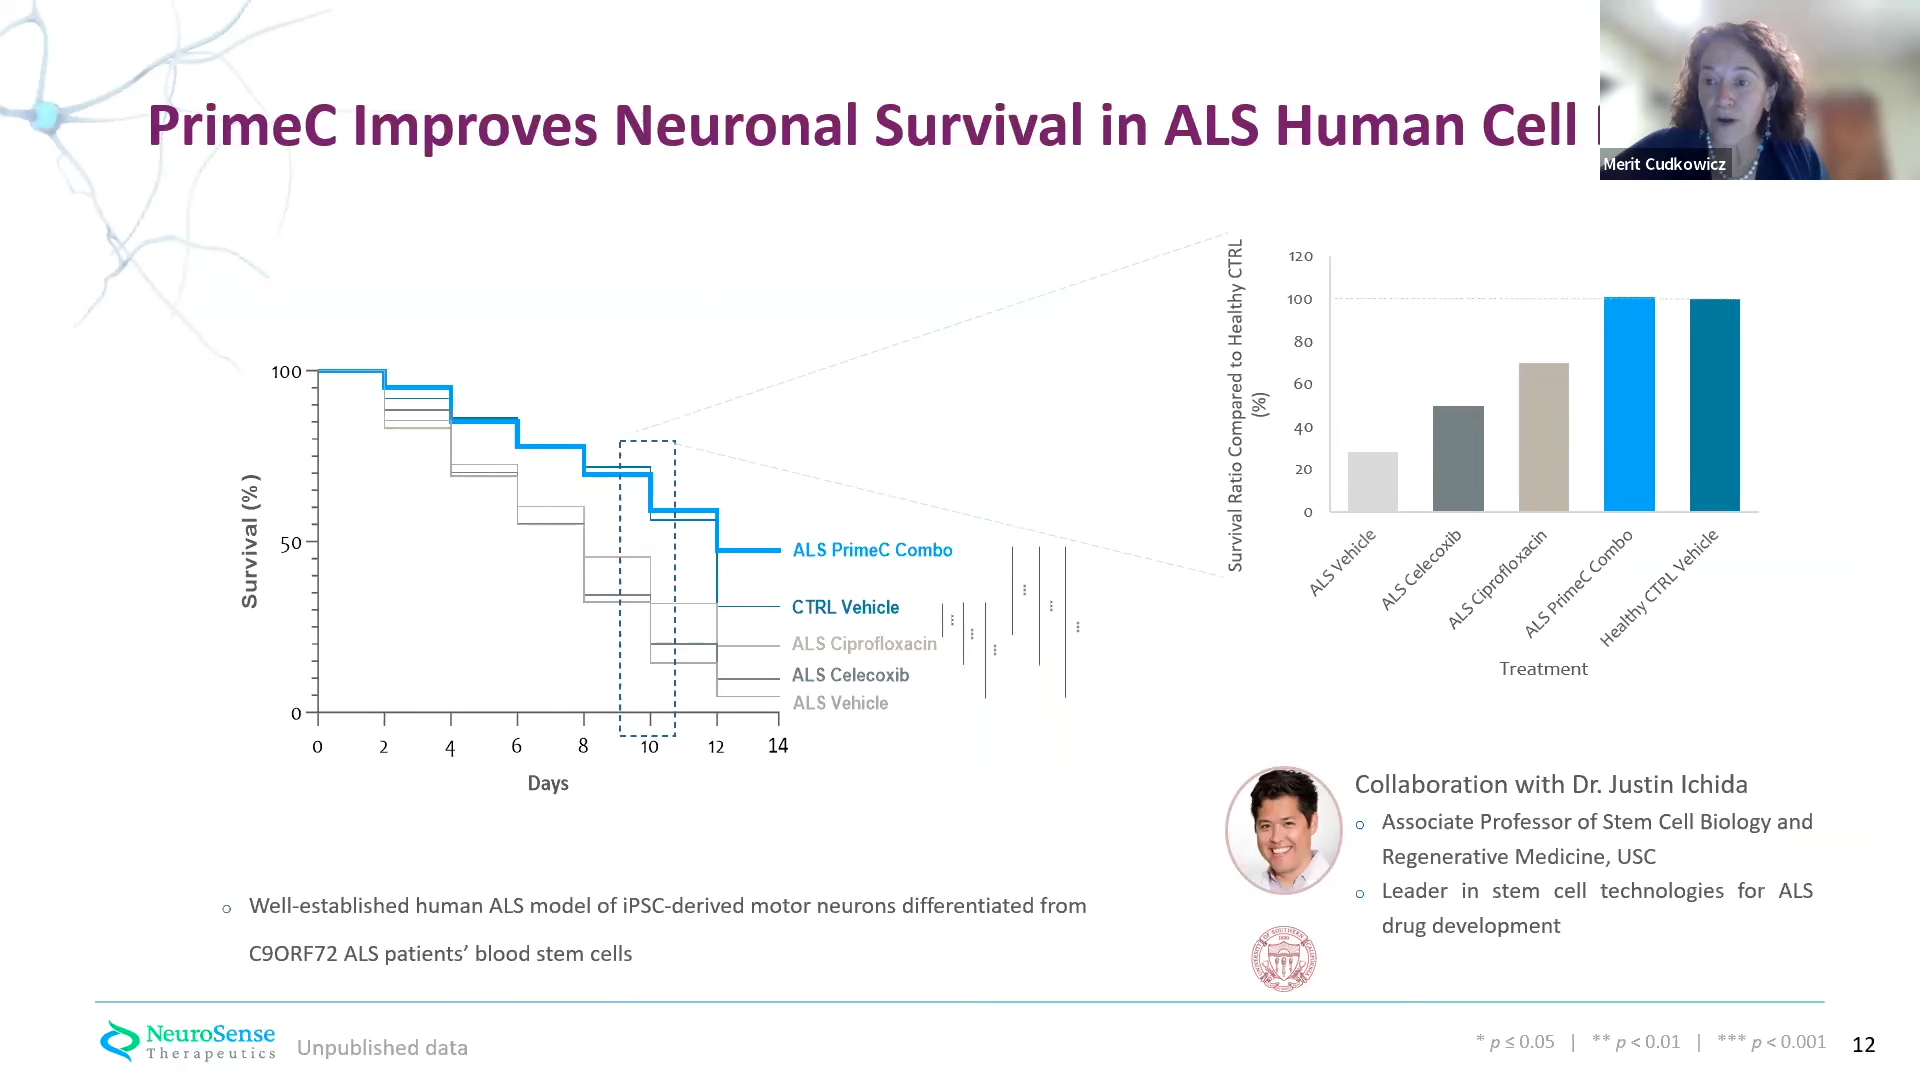 PrimeC Improves Neuronal Survival in ALS Human Cell
Merit Cudkowicz
Survival (%)
100
50
0
0 2 4 6 8 10 12 14
Days
ALS PrimeC Combo
CTRL Vehicle
ALS Ciprofloxacin
ALS Celecoxib
ALS Vehicle
***
***
***
***
***
***
Survival Ratio Compared to Healthy CTRL
(%)
120
100
80
60
40
20
0
ALS Vehicle
ALS Celecoxib
ALS Ciprofloxacin
ALS PrimeC Combo
Healthy CTRL Vehicle
Treatment
Collaboration with Dr. Justin Ichida
Associate Professor of Stem Cell Biology and
Regenerative Medicine, USC
Leader in stem cell technologies for ALS
drug development
Well-established human ALS model of iPSC-derived motor neurons differentiated from
C9ORF72 ALS patients’ blood stem cells
UNIVERSITY OF SOUTHERN CALIFORNIA
NeuroSense
Therapeutics
Unpublished data
* p ≤ 0.05 | ** p < 0.01 | *** p < 0.001
12